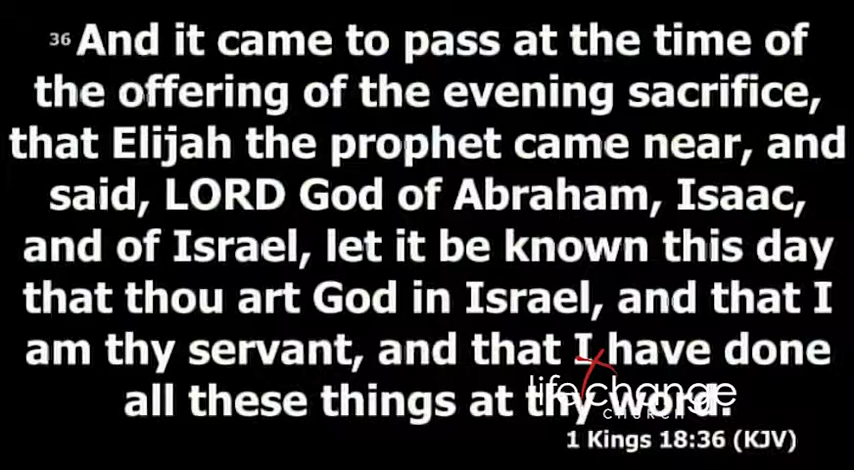 36 And it came to pass at the time of
the offering of the evening sacrifice,
that Elijah the prophet came near, and
said, LORD God of Abraham, Isaac,
and of Israel, let it be known this day
that thou art God in Israel, and that I
am thy servant, and that I have done
all these things at thy word.
life change
CHURCH
1 Kings 18:36 (KJV)